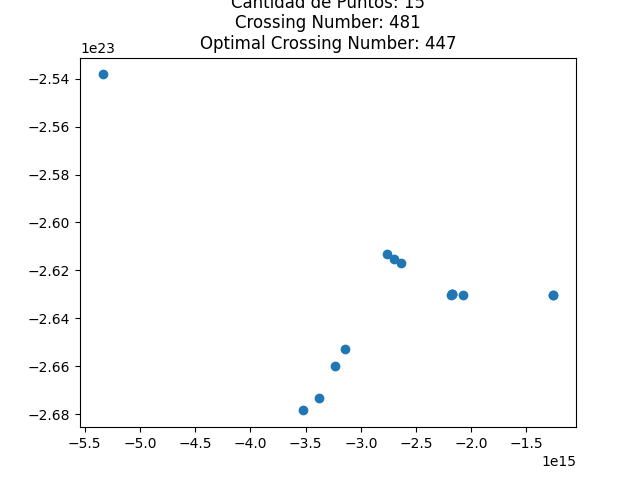 Cantidad de Puntos: 15
Crossing Number: 481
Optimal Crossing Number: 447
1e23
−2.54
−2.56
−2.58
−2.60
−2.62
−2.64
−2.66
−2.68
−5.5 −5.0 −4.5 −4.0 −3.5 −3.0 −2.5 −2.0 −1.5
1e15